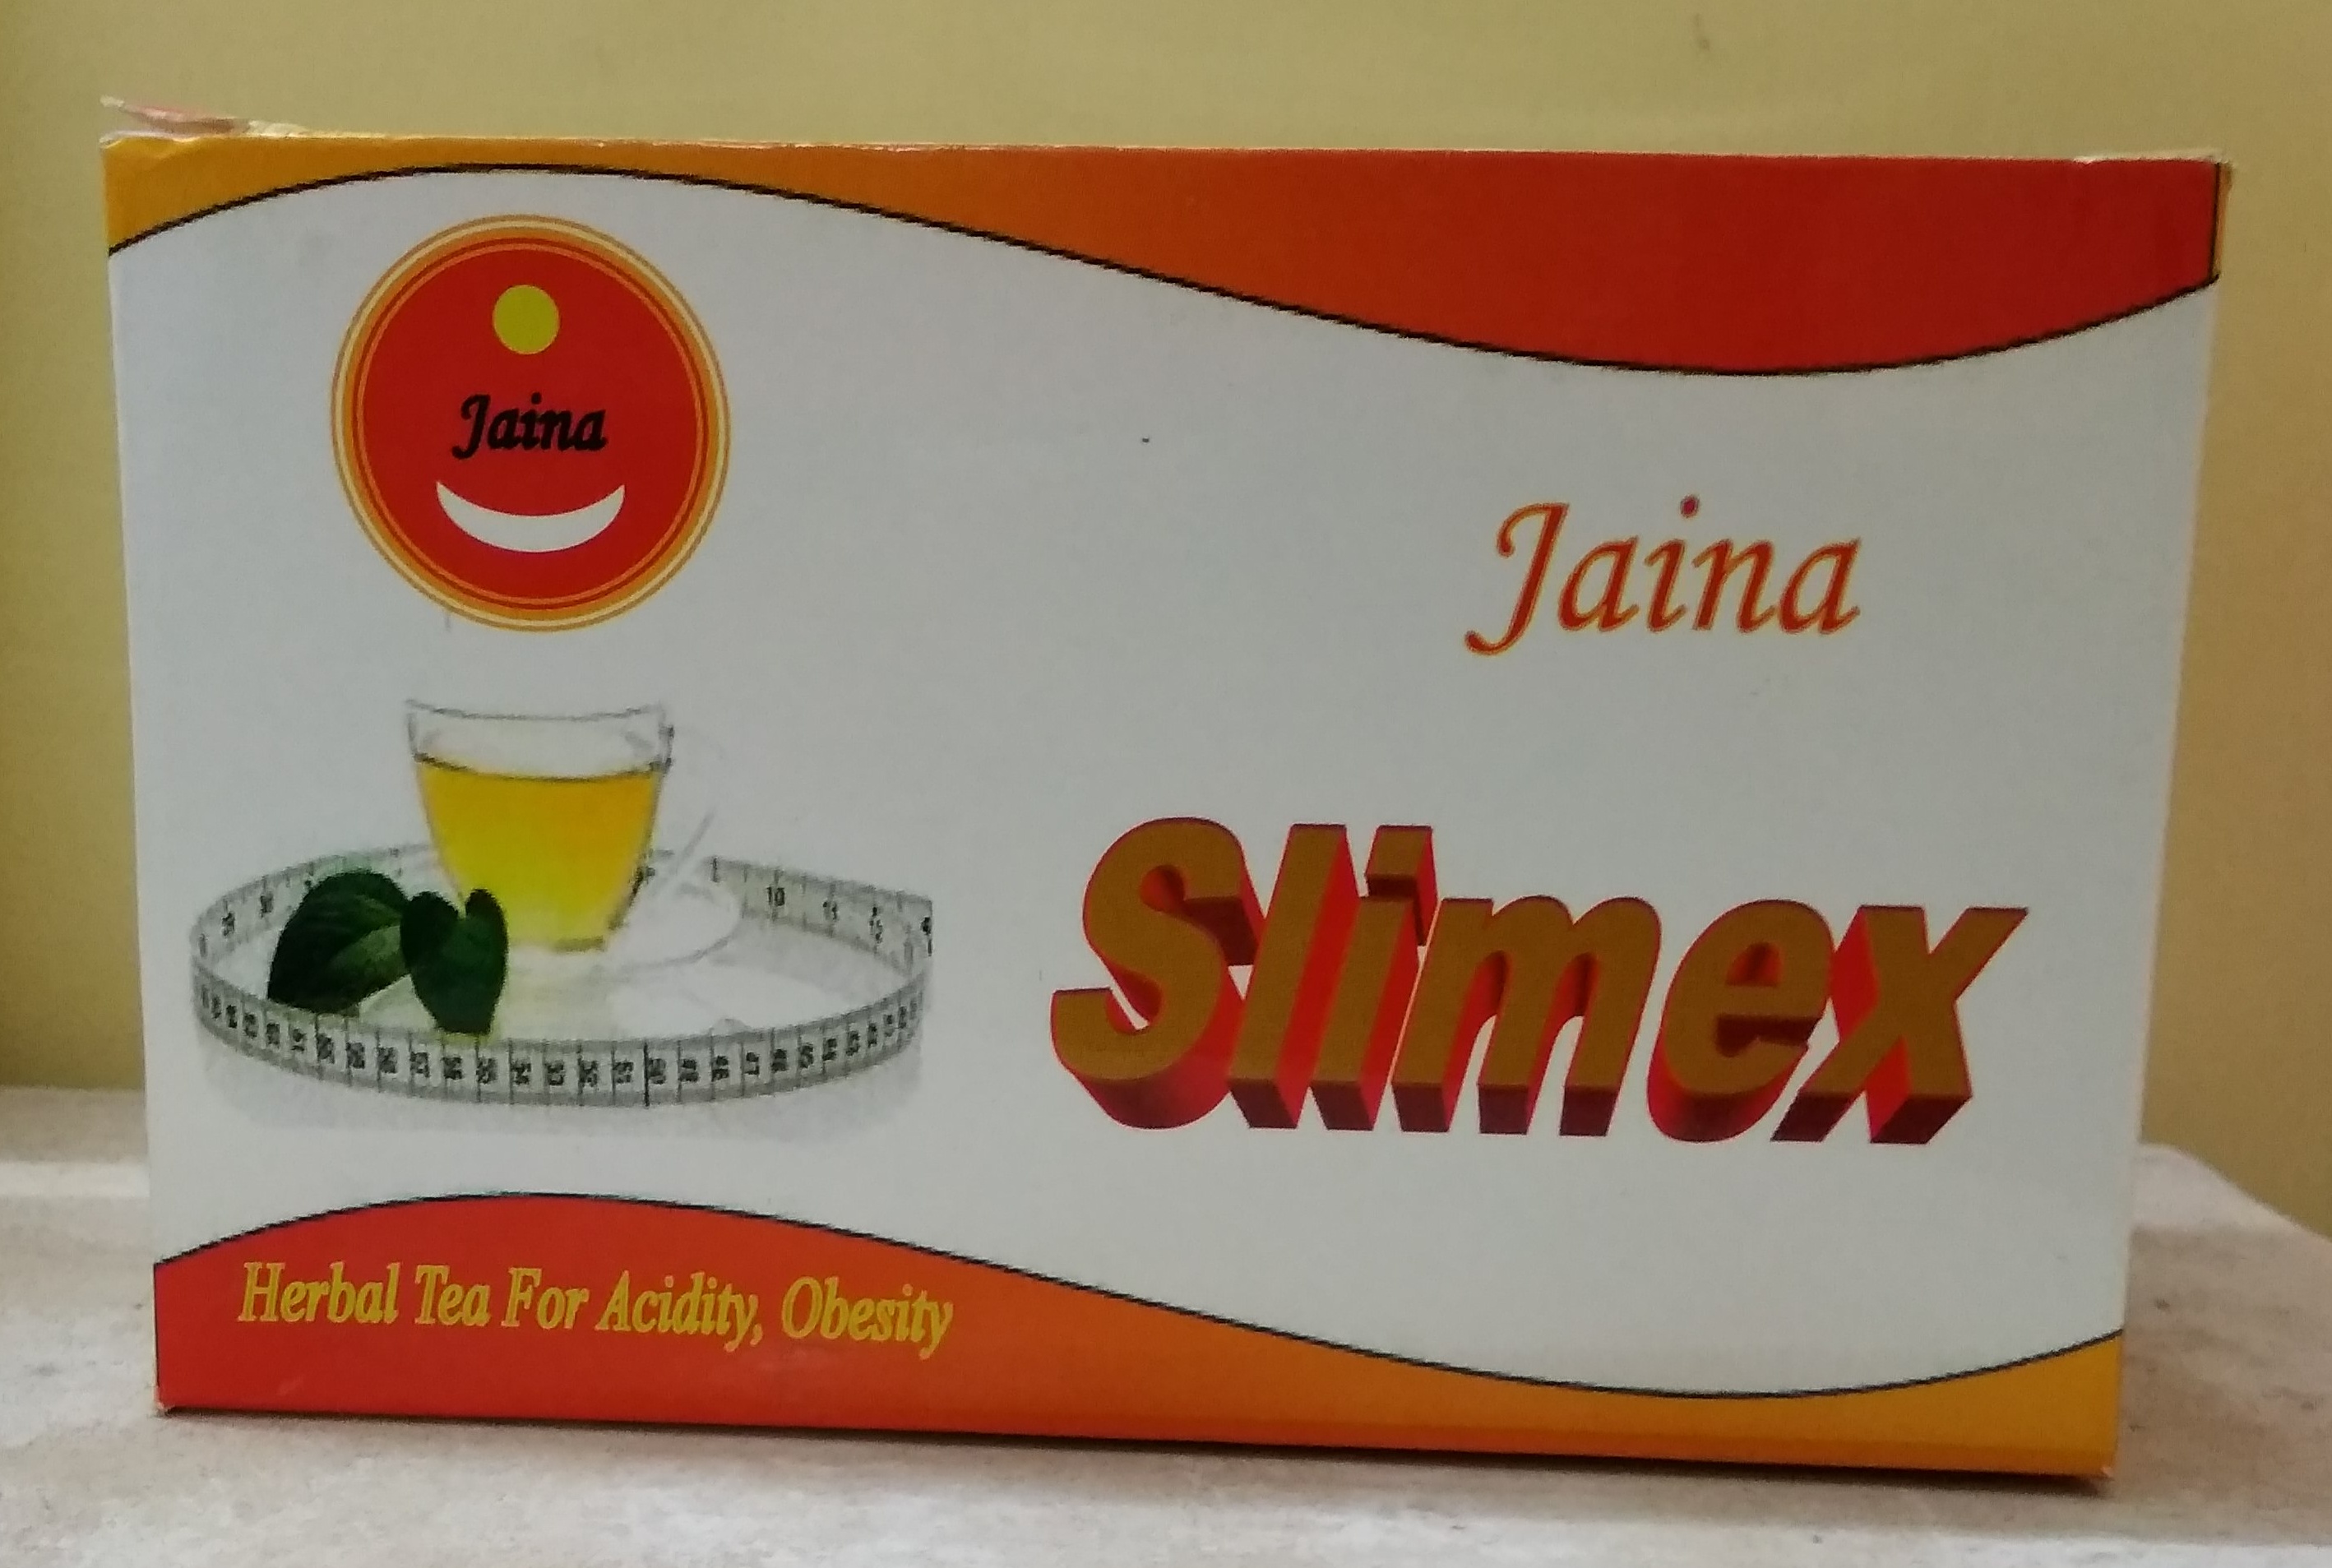 Jaina
Jaina
Slimex
Herbal Tea For Acidity, Obesity